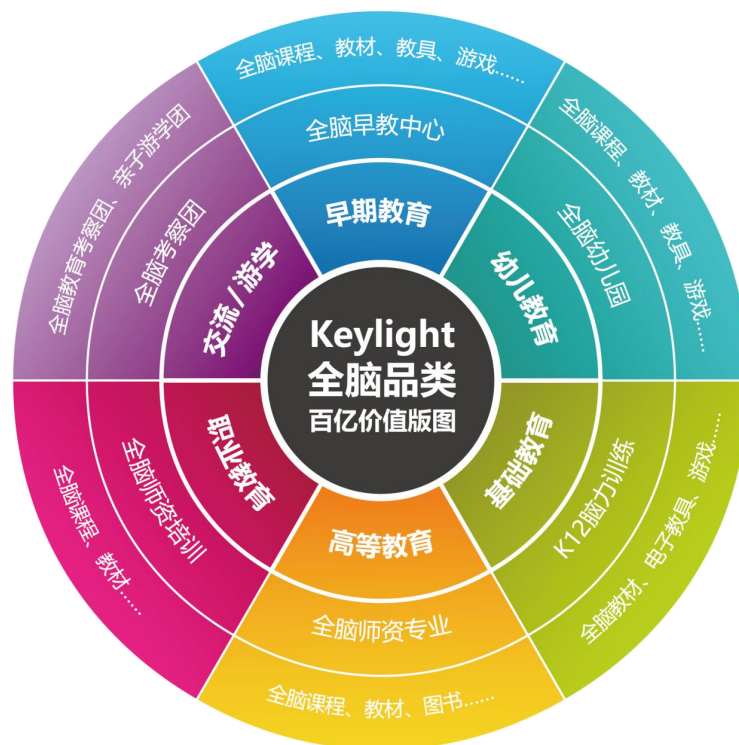 Keylight
全脑品类
百亿价值版图
早期教育
全脑早教中心
全脑课程、教材、教具、游戏......
幼儿教育
全脑幼儿园
全脑课程、教材、教具、游戏......
基础教育
K12脑力训练
全脑教材、电子教具、游戏......
高等教育
全脑师资专业
全脑课程、教材、图书......
职业教育
全脑师资培训
全脑课程、教材......
交流/游学
全脑考察团
全脑教育考察团、亲子游学团